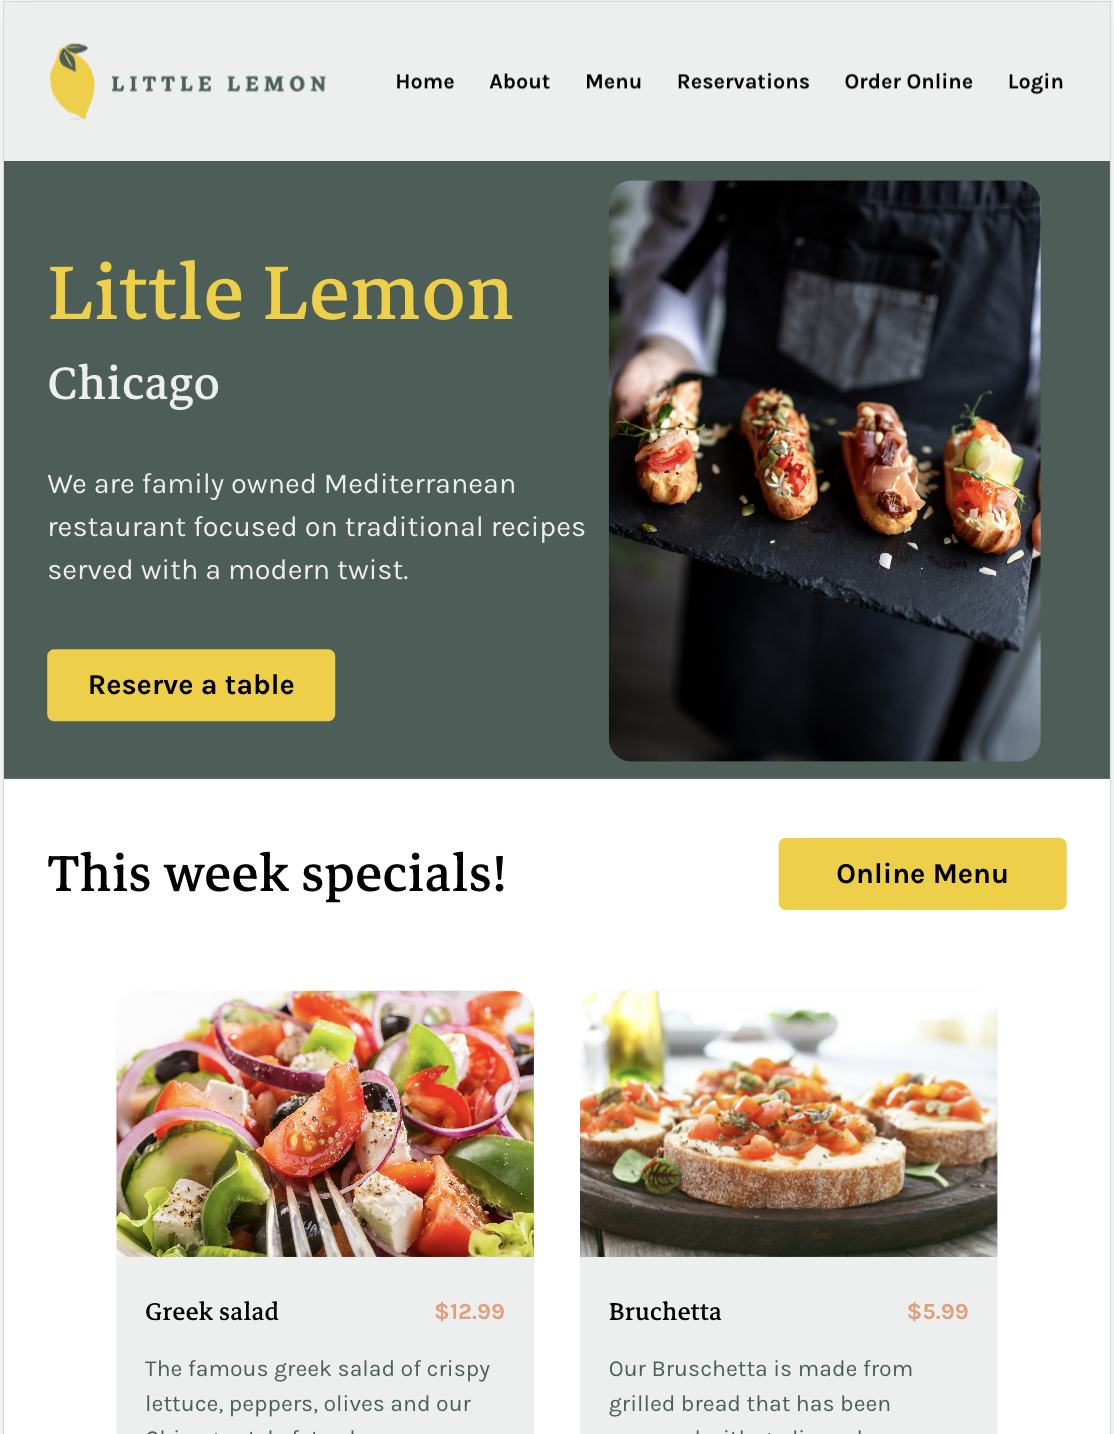 LITTLE LEMON
Home About Menu Reservations Order Online Login
Little Lemon
Chicago
We are family owned Mediterranean
restaurant focused on traditional recipes
served with a modern twist.
Reserve a table
This week specials!
Online Menu
Greek salad $12.99
The famous greek salad of crispy
lettuce, peppers, olives and our
Bruchetta $5.99
Our Bruschetta is made from
grilled bread that has been